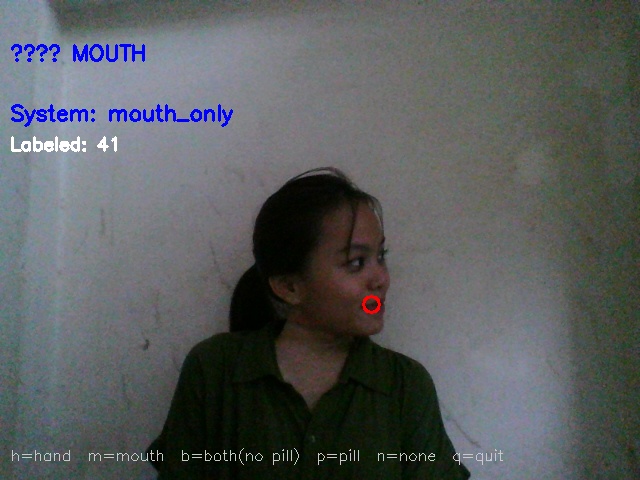 ???? MOUTH
System: mouth_only
Labeled: 41
h=hand m=mouth b=both(no pill) p=pill n=none q=quit